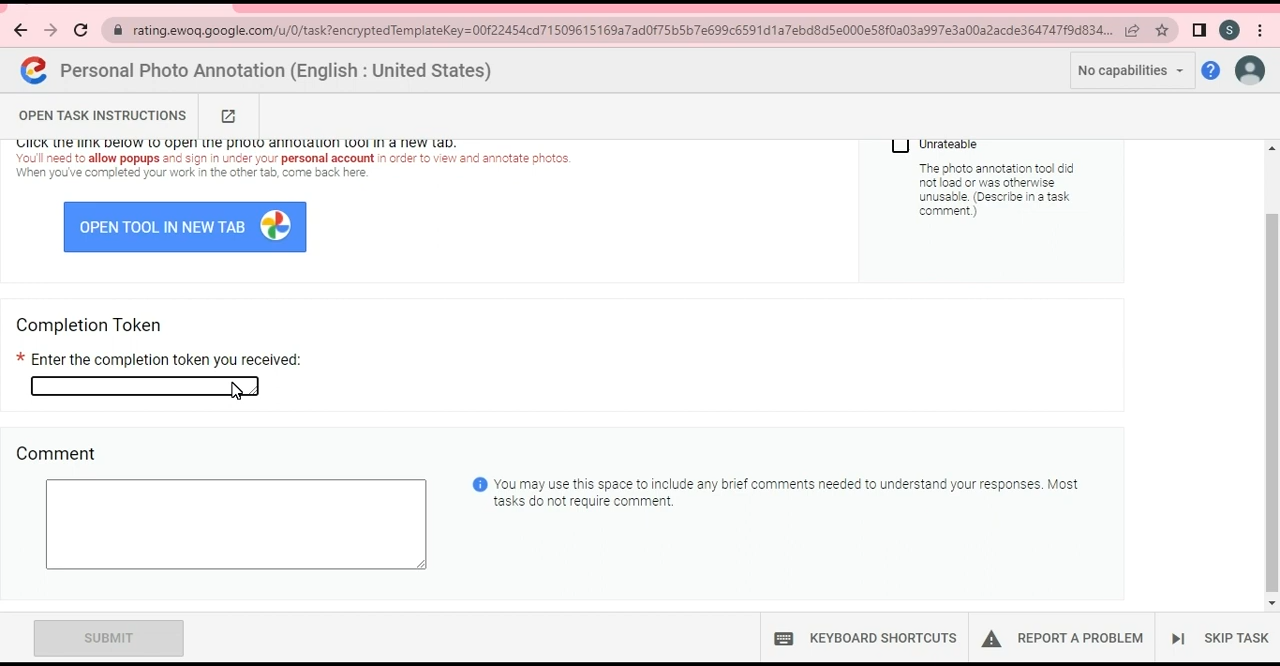 rating.ewoq.google.com/u/0/task?encryptedTemplateKey=00f22454cd71509615169a7ad0f75b5b7e699c6591d1a7ebd8d5e000e58f0a03a997e3a00a2acde364747f9d834...
S
Personal Photo Annotation (English : United States)
No capabilities
?
OPEN TASK INSTRUCTIONS
Click the link below to open the photo annotation tool in a new tab.
You'll need to allow popups and sign in under your personal account in order to view and annotate photos.
When you've completed your work in the other tab, come back here.
OPEN TOOL IN NEW TAB
Unrateable
The photo annotation tool did
not load or was otherwise
unusable. (Describe in a task
comment.)
Completion Token
* Enter the completion token you received:
Comment
You may use this space to include any brief comments needed to understand your responses. Most
tasks do not require comment.
SUBMIT
KEYBOARD SHORTCUTS
REPORT A PROBLEM
SKIP TASK